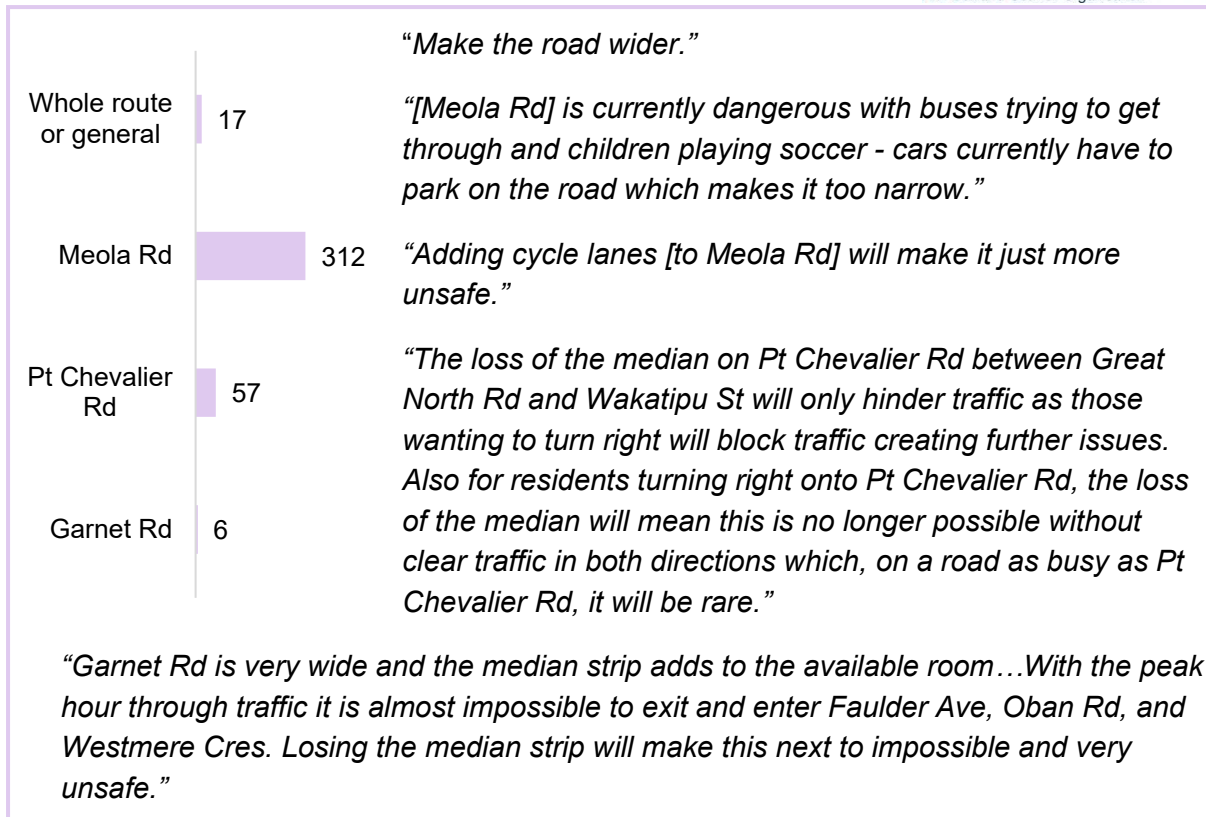 “Make the road wider.”
Whole route
or general
17
“[Meola Rd] is currently dangerous with buses trying to get
through and children playing soccer - cars currently have to
park on the road which makes it too narrow.”
Meola Rd
312
“Adding cycle lanes [to Meola Rd] will make it just more
unsafe.”
Pt Chevalier
Rd
57
“The loss of the median on Pt Chevalier Rd between Great
North Rd and Wakatipu St will only hinder traffic as those
wanting to turn right will block traffic creating further issues.
Also for residents turning right onto Pt Chevalier Rd, the loss
of the median will mean this is no longer possible without
clear traffic in both directions which, on a road as busy as Pt
Chevalier Rd, it will be rare.”
Garnet Rd
6
“Garnet Rd is very wide and the median strip adds to the available room…With the peak
hour through traffic it is almost impossible to exit and enter Faulder Ave, Oban Rd, and
Westmere Cres. Losing the median strip will make this next to impossible and very
unsafe.”